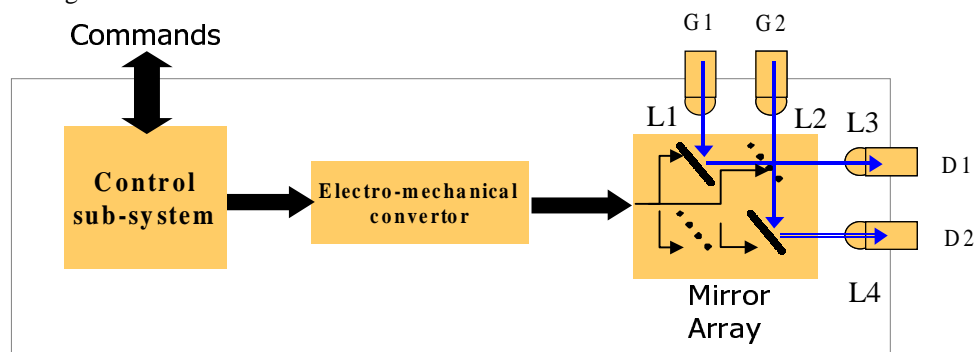 Commands
G1
G2
L1
L2
L3
D1
Control
sub-system
Electro-mechanical
convertor
D2
L4
Mirror
Array